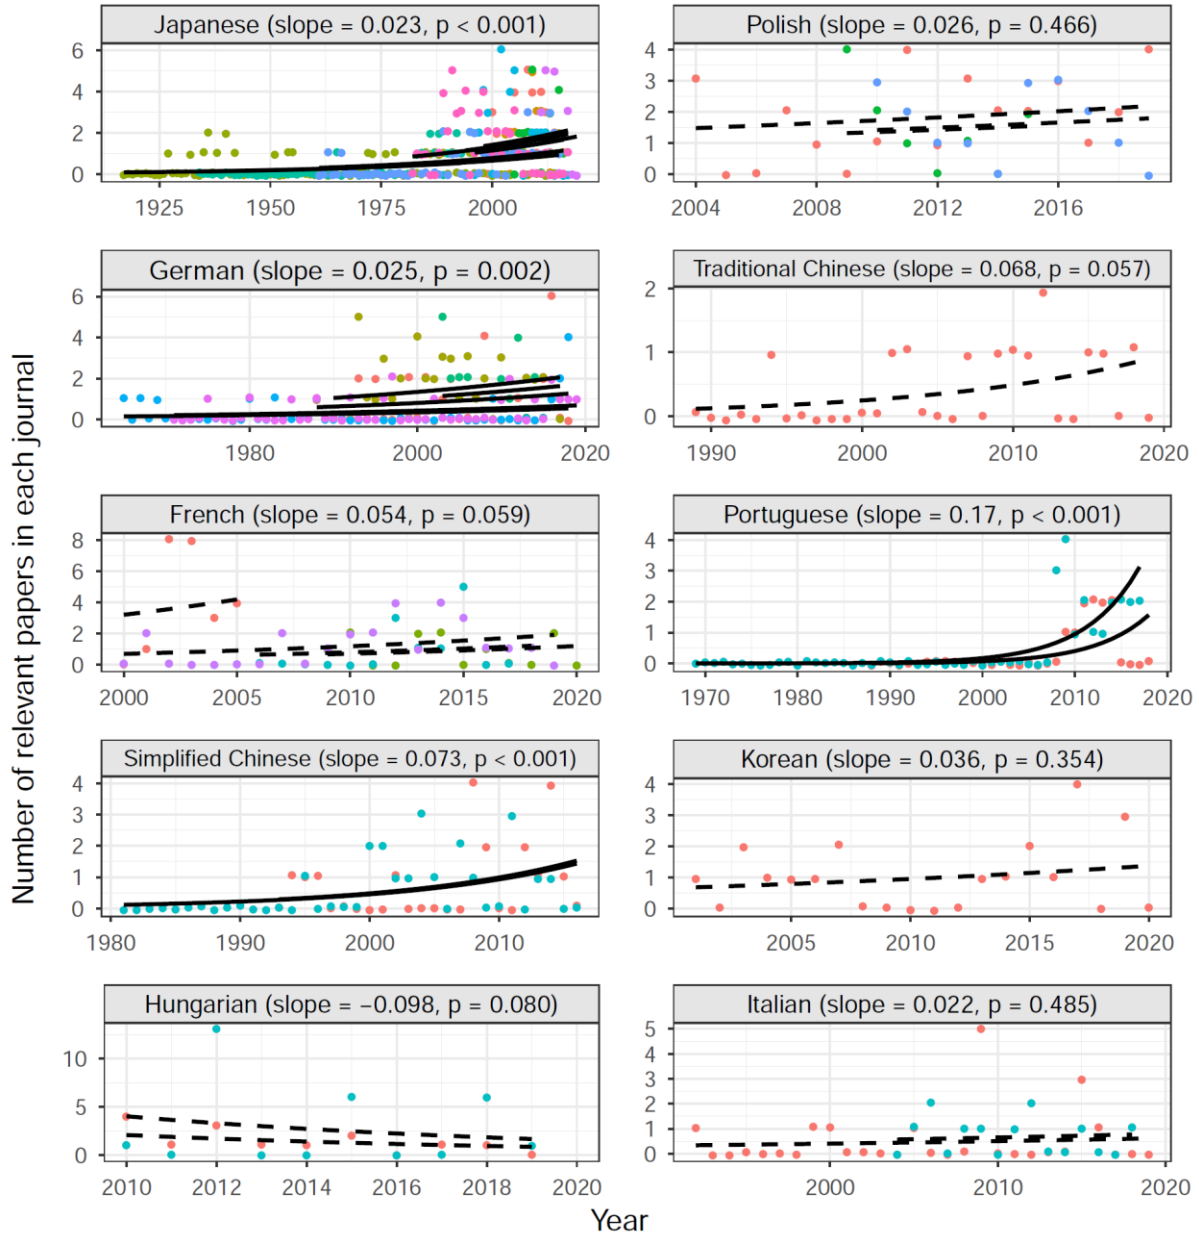 Number of relevant papers in each journal
Japanese (slope = 0.023, p < 0.001)
6
4
2
0
1925 1950 1975 2000
Polish (slope = 0.026, p = 0.466)
4
3
2
1
0
2004 2008 2012 2016
German (slope = 0.025, p = 0.002)
6
4
2
0
1980 2000 2020
Traditional Chinese (slope = 0.068, p = 0.057)
2
1
0
1990 2000 2010 2020
French (slope = 0.054, p = 0.059)
8
6
4
2
0
2000 2005 2010 2015 2020
Portuguese (slope = 0.17, p < 0.001)
4
3
2
1
0
1970 1980 1990 2000 2010 2020
Simplified Chinese (slope = 0.073, p < 0.001)
4
3
2
1
0
1980 1990 2000 2010
Korean (slope = 0.036, p = 0.354)
4
3
2
1
0
2005 2010 2015 2020
Hungarian (slope = −0.098, p = 0.080)
10
5
0
2010 2012 2014 2016 2018 2020
Italian (slope = 0.022, p = 0.485)
5
4
3
2
1
0
2000 2010 2020
Year